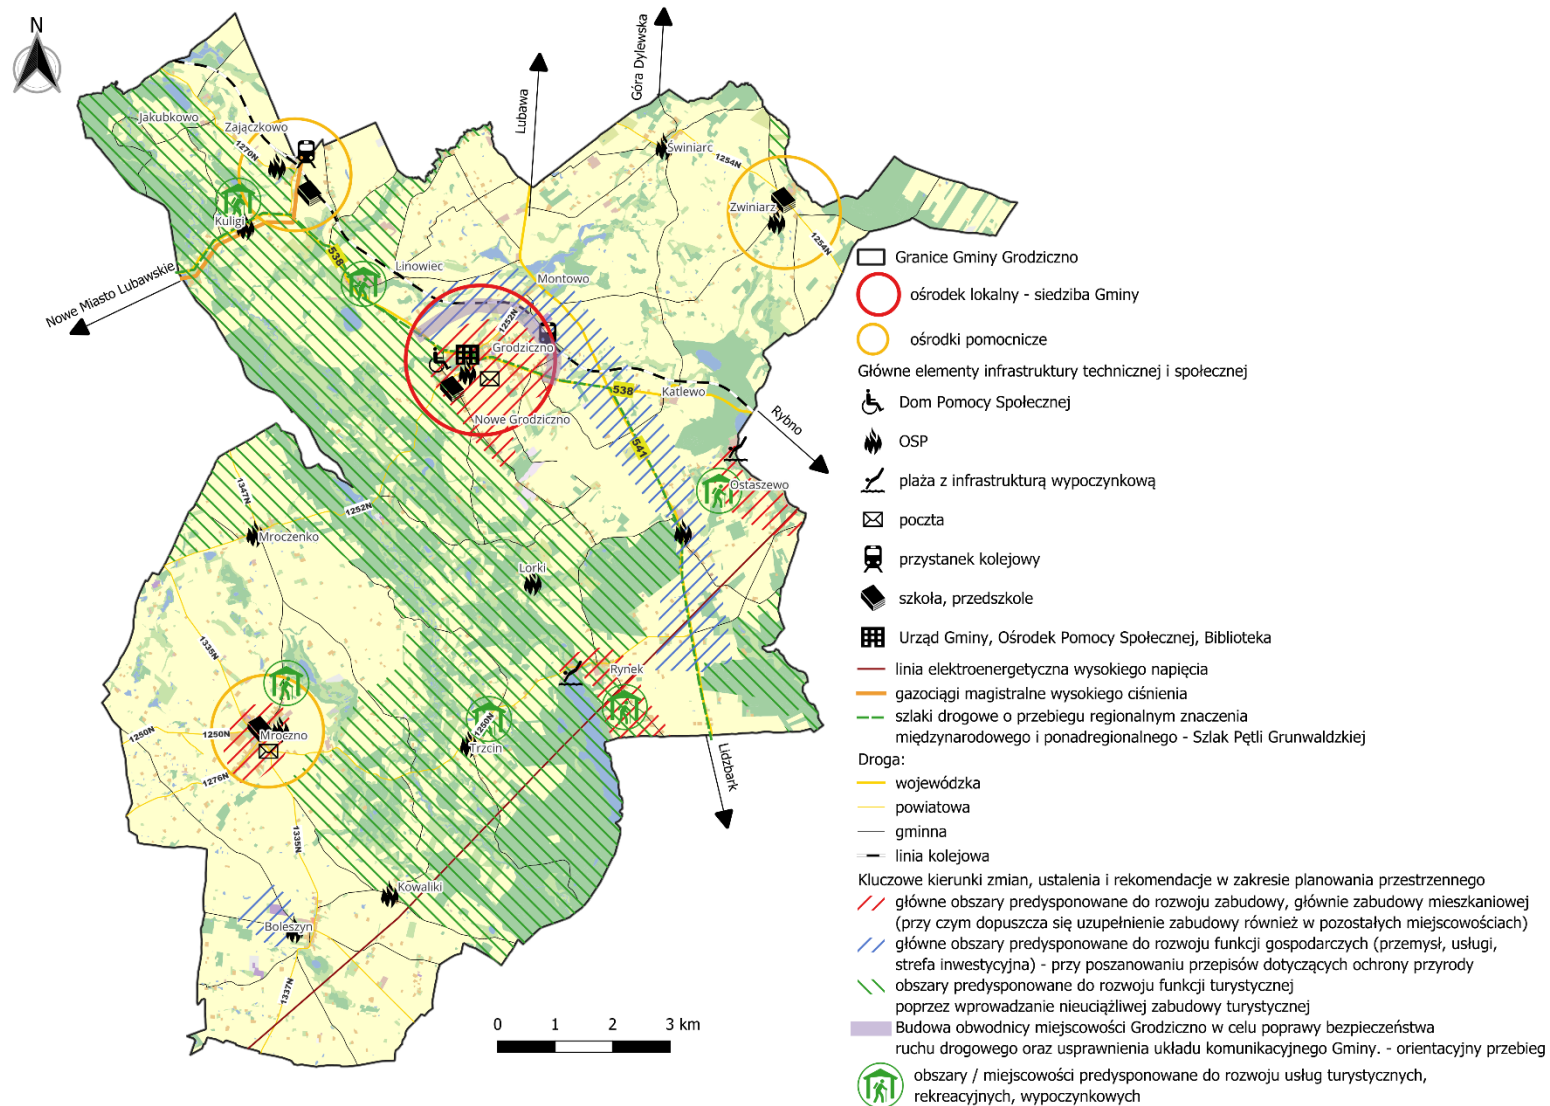 N
Góra Dylewska
Lubawa
Jakubkowo
Zajączkowo
1270N
Świniarc
1254N
Zwiniarz
1254N
Kuligi
538
Linowiec
Montowo
Nowe Miasto Lubawskie
1252N
Grodziczno
538
Katlewo
Rybno
Nowe Grodziczno
541
Ostaszewo
1347N
1252N
Mroczenko
Lorki
1335N
Rynek
1250N
1250N
Mroczno
1250N
Trzcin
Lidzbark
1276N
1335N
Kowaliki
Boleszyn
1337N
0 1 2 3 km
Granice Gminy Grodziczno
ośrodek lokalny - siedziba Gminy
ośrodki pomocnicze
Główne elementy infrastruktury technicznej i społecznej
Dom Pomocy Społecznej
OSP
plaża z infrastrukturą wypoczynkową
poczta
przystanek kolejowy
szkoła, przedszkole
Urząd Gminy, Ośrodek Pomocy Społecznej, Biblioteka
linia elektroenergetyczna wysokiego napięcia
gazociągi magistralne wysokiego ciśnienia
szlaki drogowe o przebiegu regionalnym znaczenia
międzynarodowego i ponadregionalnego - Szlak Pętli Grunwaldzkiej
Droga:
wojewódzka
powiatowa
gminna
linia kolejowa
Kluczowe kierunki zmian, ustalenia i rekomendacje w zakresie planowania przestrzennego
główne obszary predysponowane do rozwoju zabudowy, głównie zabudowy mieszkaniowej
(przy czym dopuszcza się uzupełnienie zabudowy również w pozostałych miejscowościach)
główne obszary predysponowane do rozwoju funkcji gospodarczych (przemysł, usługi,
strefa inwestycyjna) - przy poszanowaniu przepisów dotyczących ochrony przyrody
obszary predysponowane do rozwoju funkcji turystycznej
poprzez wprowadzanie nieuciążliwej zabudowy turystycznej
Budowa obwodnicy miejscowości Grodziczno w celu poprawy bezpieczeństwa
ruchu drogowego oraz usprawnienia układu komunikacyjnego Gminy. - orientacyjny przebieg
obszary / miejscowości predysponowane do rozwoju usług turystycznych,
rekreacyjnych, wypoczynkowych